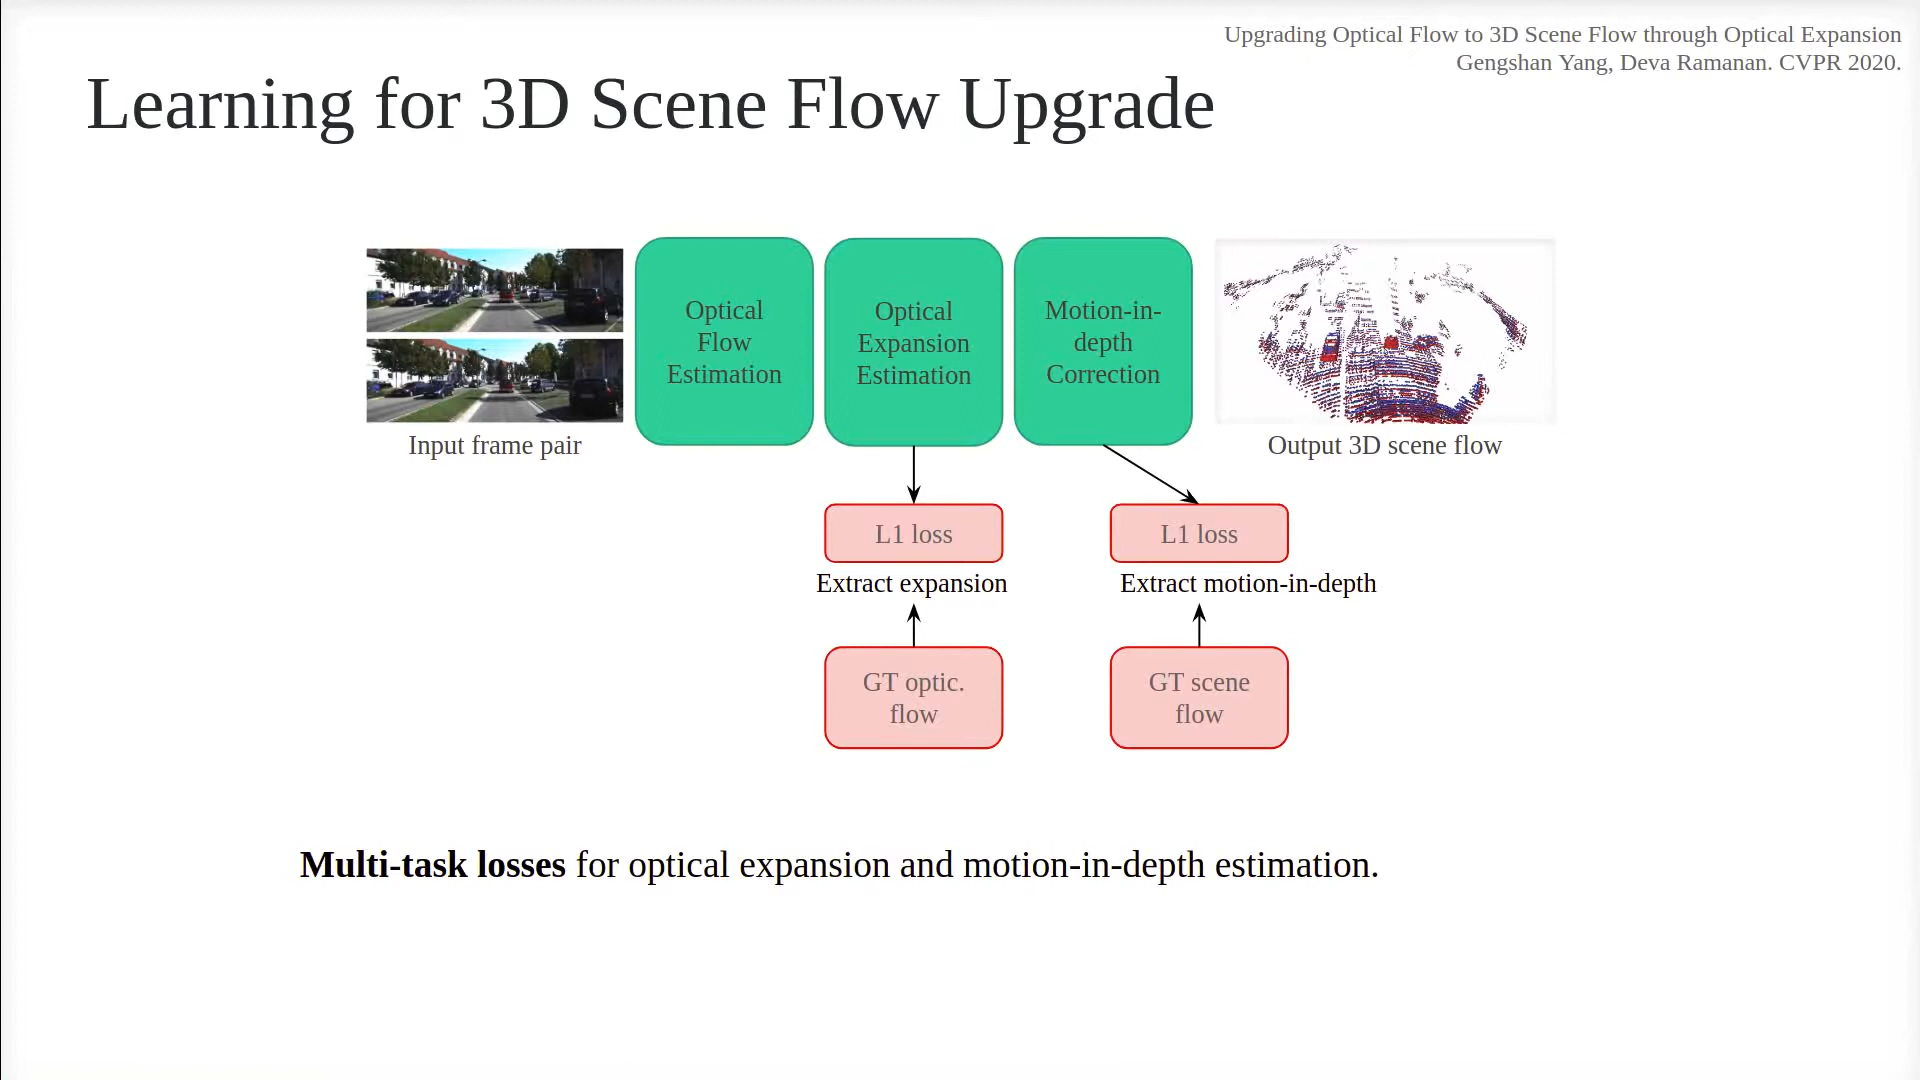 Upgrading Optical Flow to 3D Scene Flow through Optical Expansion
Gengshan Yang, Deva Ramanan. CVPR 2020.
Learning for 3D Scene Flow Upgrade
Optical
Flow
Estimation
Optical
Expansion
Estimation
Motion-in-
depth
Correction
Input frame pair
Output 3D scene flow
L1 loss
L1 loss
Extract expansion
Extract motion-in-depth
GT optic.
flow
GT scene
flow
Multi-task losses for optical expansion and motion-in-depth estimation.